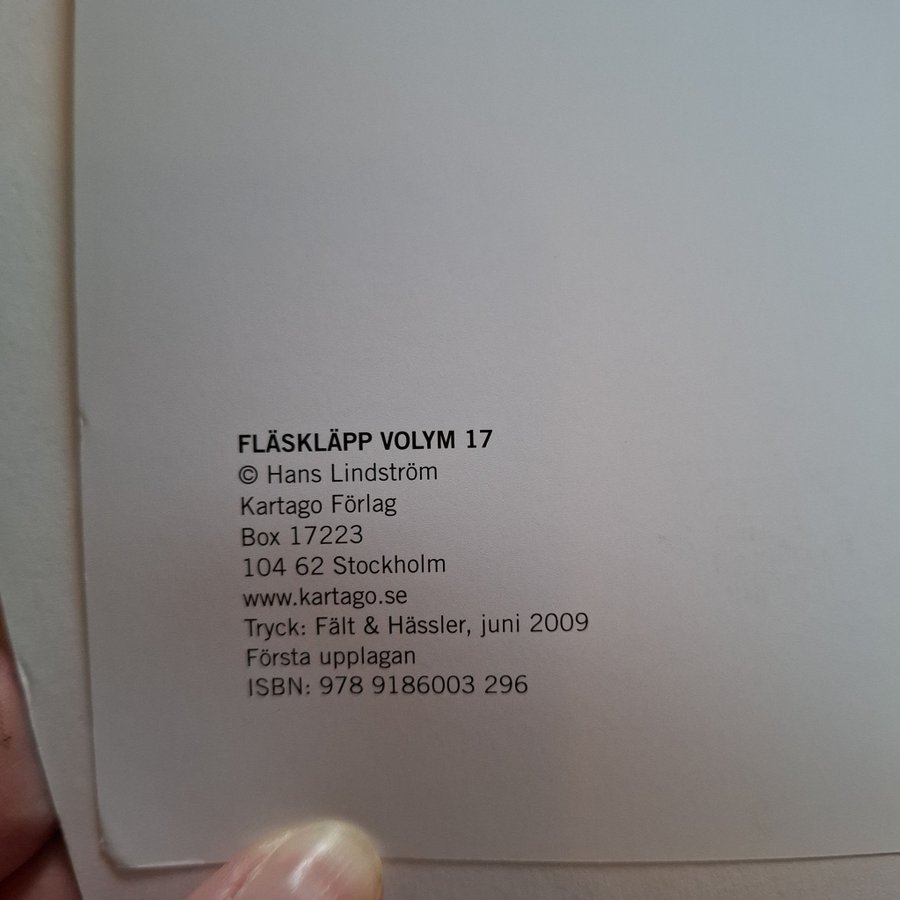 FLÄSKLÄPP VOLYM 17
© Hans Lindström
Kartago Förlag
Box 17223
104 62 Stockholm
www.kartago.se
Tryck: Fält & Hässler, juni 2009
Första upplagan
ISBN: 978 9186003 296